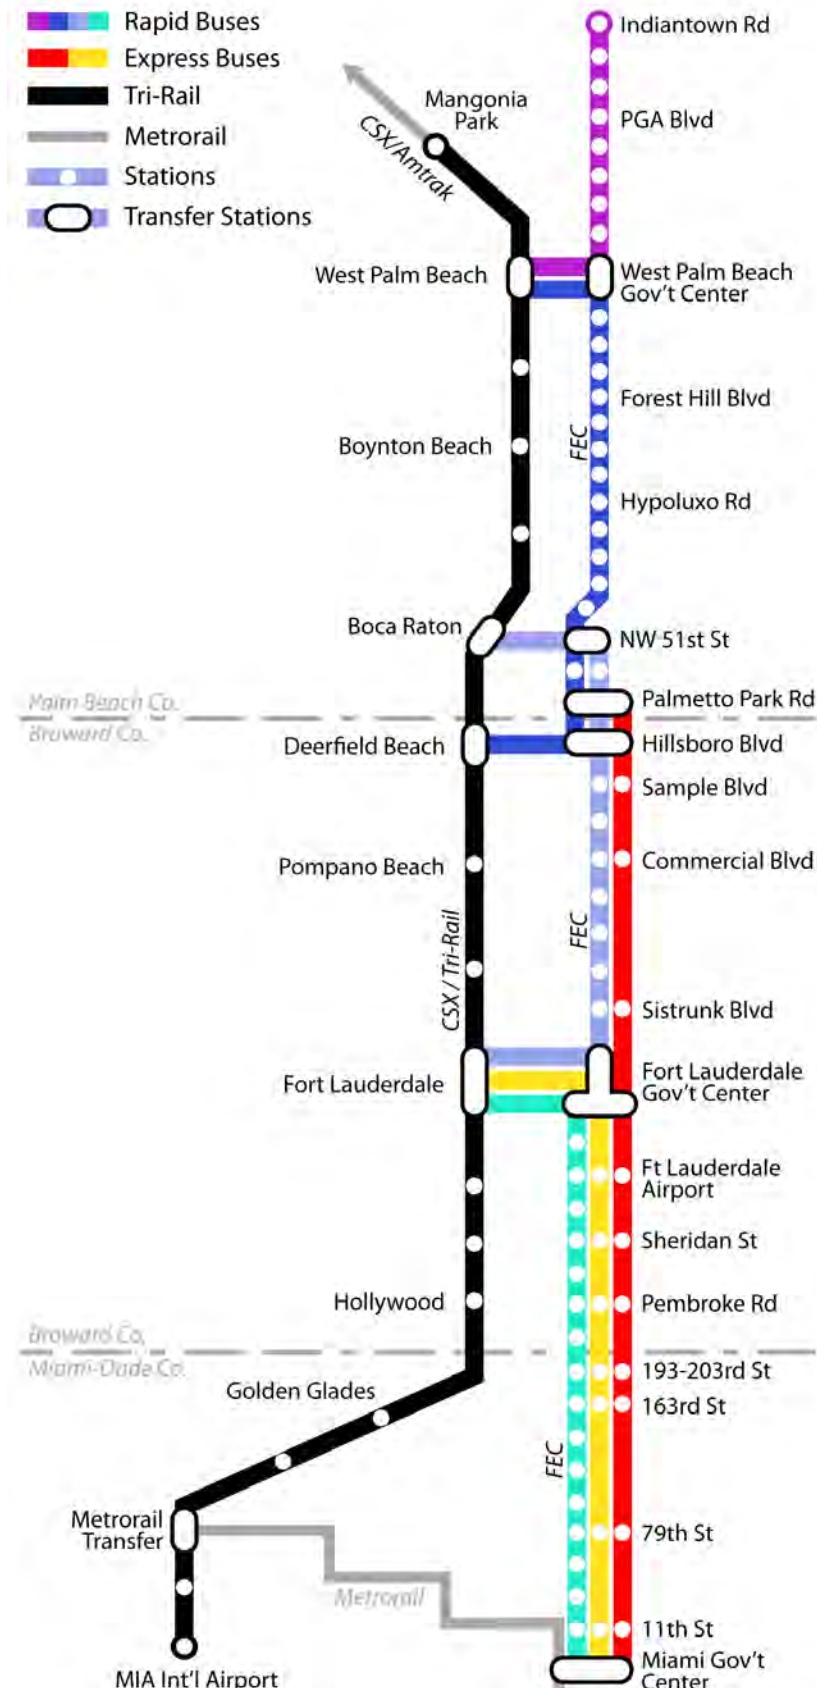 Rapid Buses
Express Buses
Tri-Rail
Metrorail
Stations
Transfer Stations
Indiantown Rd
Mangonia
Park
CSX/Amtrak
PGA Blvd
West Palm Beach
West Palm Beach
Gov't Center
Forest Hill Blvd
FEC
Boynton Beach
Hypoluxo Rd
Boca Raton
NW 51st St
Palm Beach Co.
Palmetto Park Rd
Broward Co.
Deerfield Beach
Hillsboro Blvd
Sample Blvd
Pompano Beach
Commercial Blvd
CSX / Tri-Rail
FEC
Sistrunk Blvd
Fort Lauderdale
Fort Lauderdale
Gov't Center
Ft Lauderdale
Airport
Sheridan St
Hollywood
Pembroke Rd
Broward Co.
Miami-Dade Co.
193-203rd St
Golden Glades
163rd St
FEC
Metrorail
Transfer
79th St
Metrorail
11th St
MIA Int'l Airport
Miami Gov't
Center